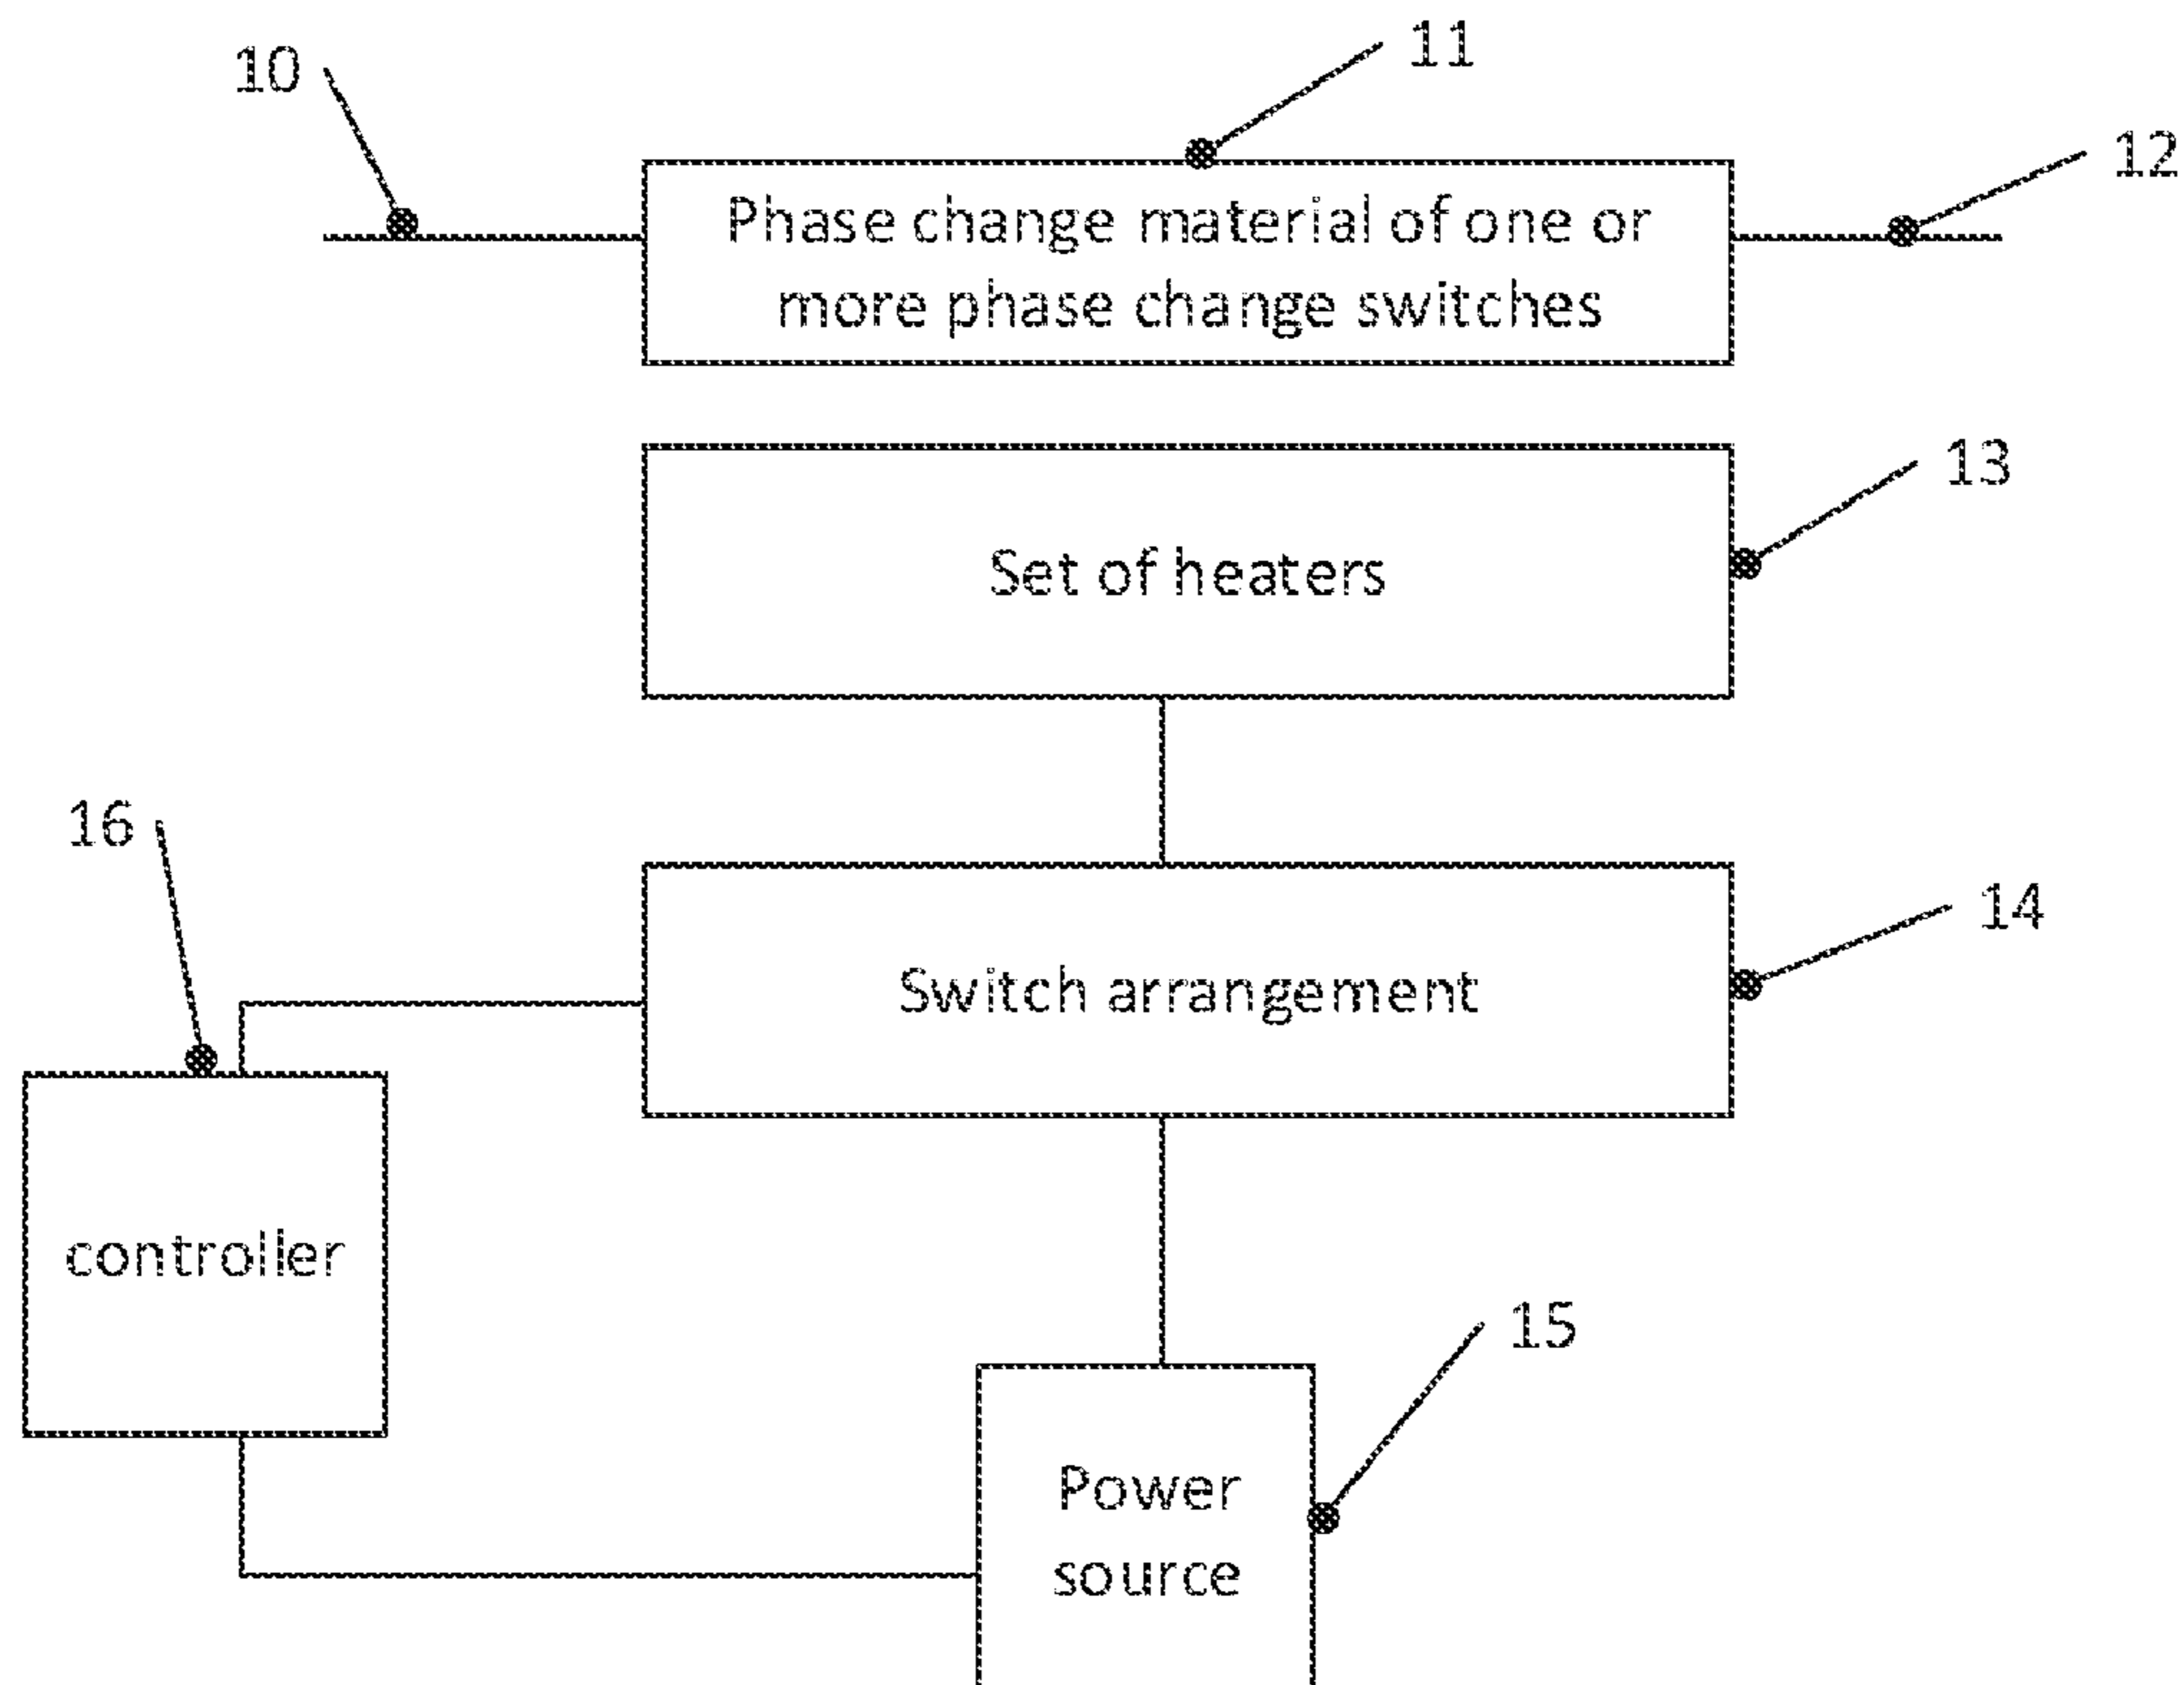 11
10
12
Phase change material of one or
more phase change switches
13
Set of heaters
16
14
Switch arrangement
controller
15
Power
source